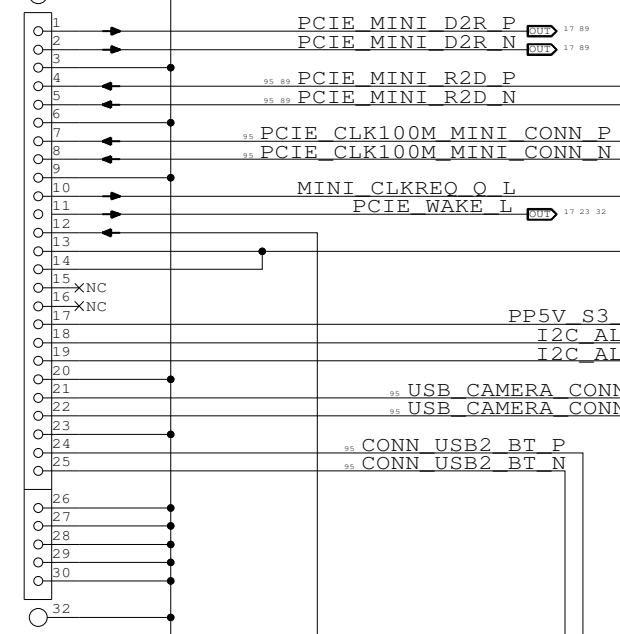 1 PCIE_MINI_D2R_P OUT 17 89
2 PCIE_MINI_D2R_N OUT 17 89
3
4 95 89 PCIE_MINI_R2D_P
5 95 89 PCIE_MINI_R2D_N
6
7 95 PCIE_CLK100M_MINI_CONN_P
8 95 PCIE_CLK100M_MINI_CONN_N
9
10 MINI_CLKREQ_Q_L
11 PCIE_WAKE_L OUT 17 23 32
12
13
14
15 NC
16 NC
17 PP5V_S3_
18 I2C_AL
19 I2C_AL
20
21 95 USB_CAMERA_CONN
22 95 USB_CAMERA_CONN
23
24 95 CONN_USB2_BT_P
25 95 CONN_USB2_BT_N
26
27
28
29
30
32